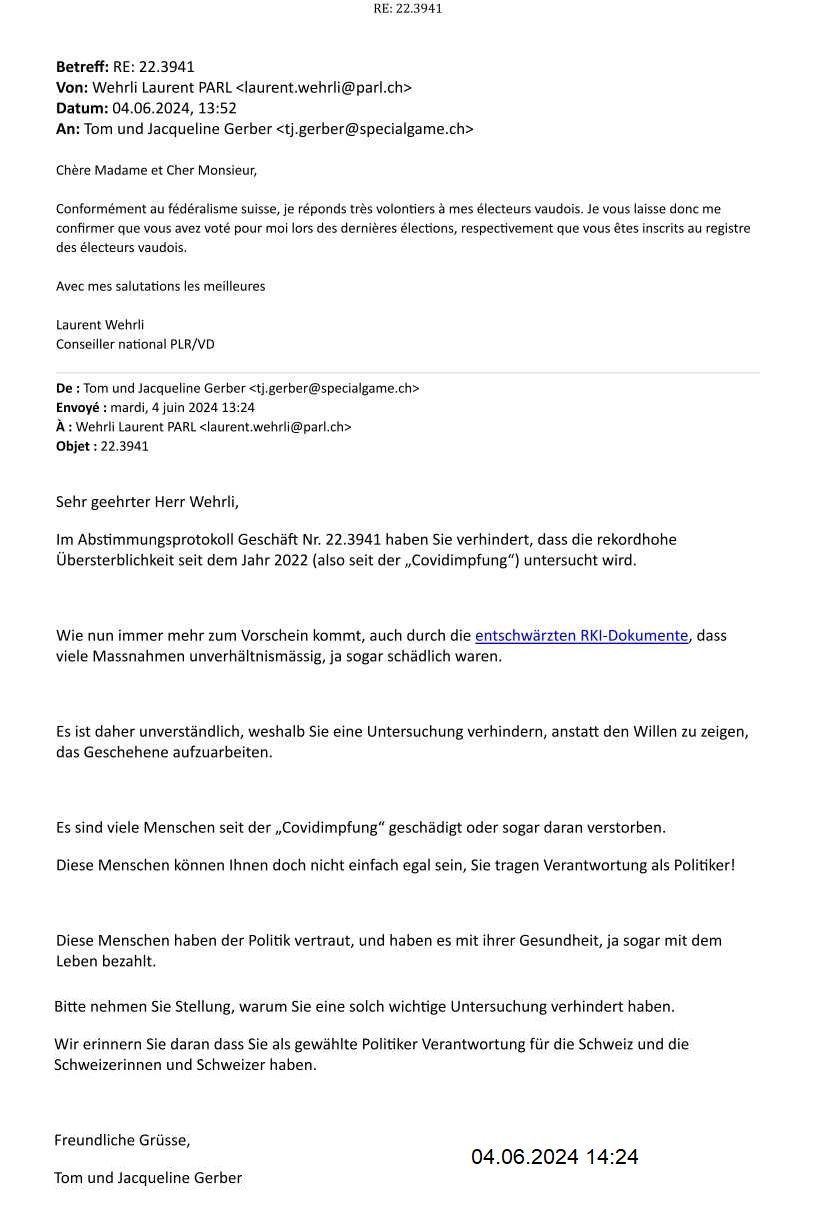 RE: 22.3941
Betreff: RE: 22.3941
Von: Wehrli Laurent PARL <laurent.wehrli@parl.ch>
Datum: 04.06.2024, 13:52
An: Tom und Jacqueline Gerber <tj.gerber@specialgame.ch>
Chère Madame et Cher Monsieur,
Conformément au fédéralisme suisse, je réponds très volontiers à mes électeurs vaudois. Je vous laisse donc me
confirmer que vous avez voté pour moi lors des dernières élections, respectivement que vous êtes inscrits au registre
des électeurs vaudois.
Avec mes salutations les meilleures
Laurent Wehrli
Conseiller national PLR/VD
De : Tom und Jacqueline Gerber <tj.gerber@specialgame.ch>
Envoyé : mardi, 4 juin 2024 13:24
À : Wehrli Laurent PARL <laurent.wehrli@parl.ch>
Objet : 22.3941
Sehr geehrter Herr Wehrli,
Im Abstimmungsprotokoll Geschäft Nr. 22.3941 haben Sie verhindert, dass die rekordhohe
Übersterblichkeit seit dem Jahr 2022 (also seit der „Covidimpfung“) untersucht wird.
Wie nun immer mehr zum Vorschein kommt, auch durch die entschwärzten RKI-Dokumente, dass
viele Massnahmen unverhältnismässig, ja sogar schädlich waren.
Es ist daher unverständlich, weshalb Sie eine Untersuchung verhindern, anstatt den Willen zu zeigen,
das Geschehene aufzuarbeiten.
Es sind viele Menschen seit der „Covidimpfung“ geschädigt oder sogar daran verstorben.
Diese Menschen können Ihnen doch nicht einfach egal sein, Sie tragen Verantwortung als Politiker!
Diese Menschen haben der Politik vertraut, und haben es mit ihrer Gesundheit, ja sogar mit dem
Leben bezahlt.
Bitte nehmen Sie Stellung, warum Sie eine solch wichtige Untersuchung verhindert haben.
Wir erinnern Sie daran dass Sie als gewählte Politiker Verantwortung für die Schweiz und die
Schweizerinnen und Schweizer haben.
Freundliche Grüsse,
04.06.2024 14:24
Tom und Jacqueline Gerber